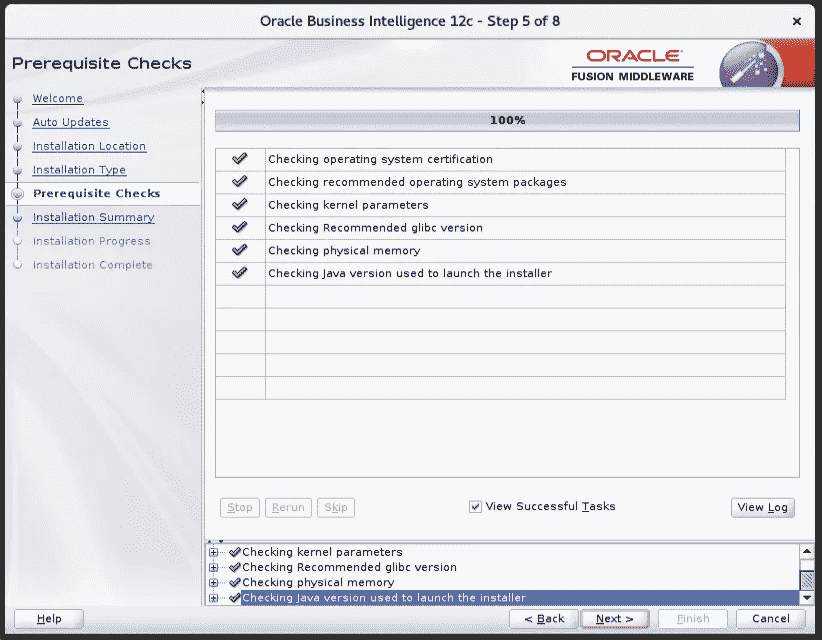 Oracle Business Intelligence 12c - Step 5 of 8
Prerequisite Checks
ORACLE
FUSION MIDDLEWARE
Welcome
Auto Updates
Installation Location
Installation Type
Prerequisite Checks
Installation Summary
Installation Progress
Installation Complete
100%
Checking operating system certification
Checking recommended operating system packages
Checking kernel parameters
Checking Recommended glibc version
Checking physical memory
Checking Java version used to launch the installer
Stop Rerun Skip View Successful Tasks View Log
Checking kernel parameters
Checking Recommended glibc version
Checking physical memory
Checking Java version used to launch the installer
Help < Back Next > Finish Cancel